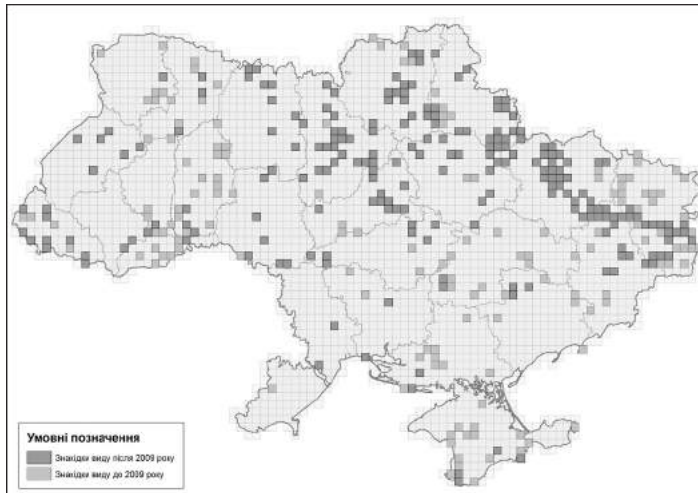 Умовні позначення
Знахідки виду після 2009 року
Знахідки виду до 2009 року